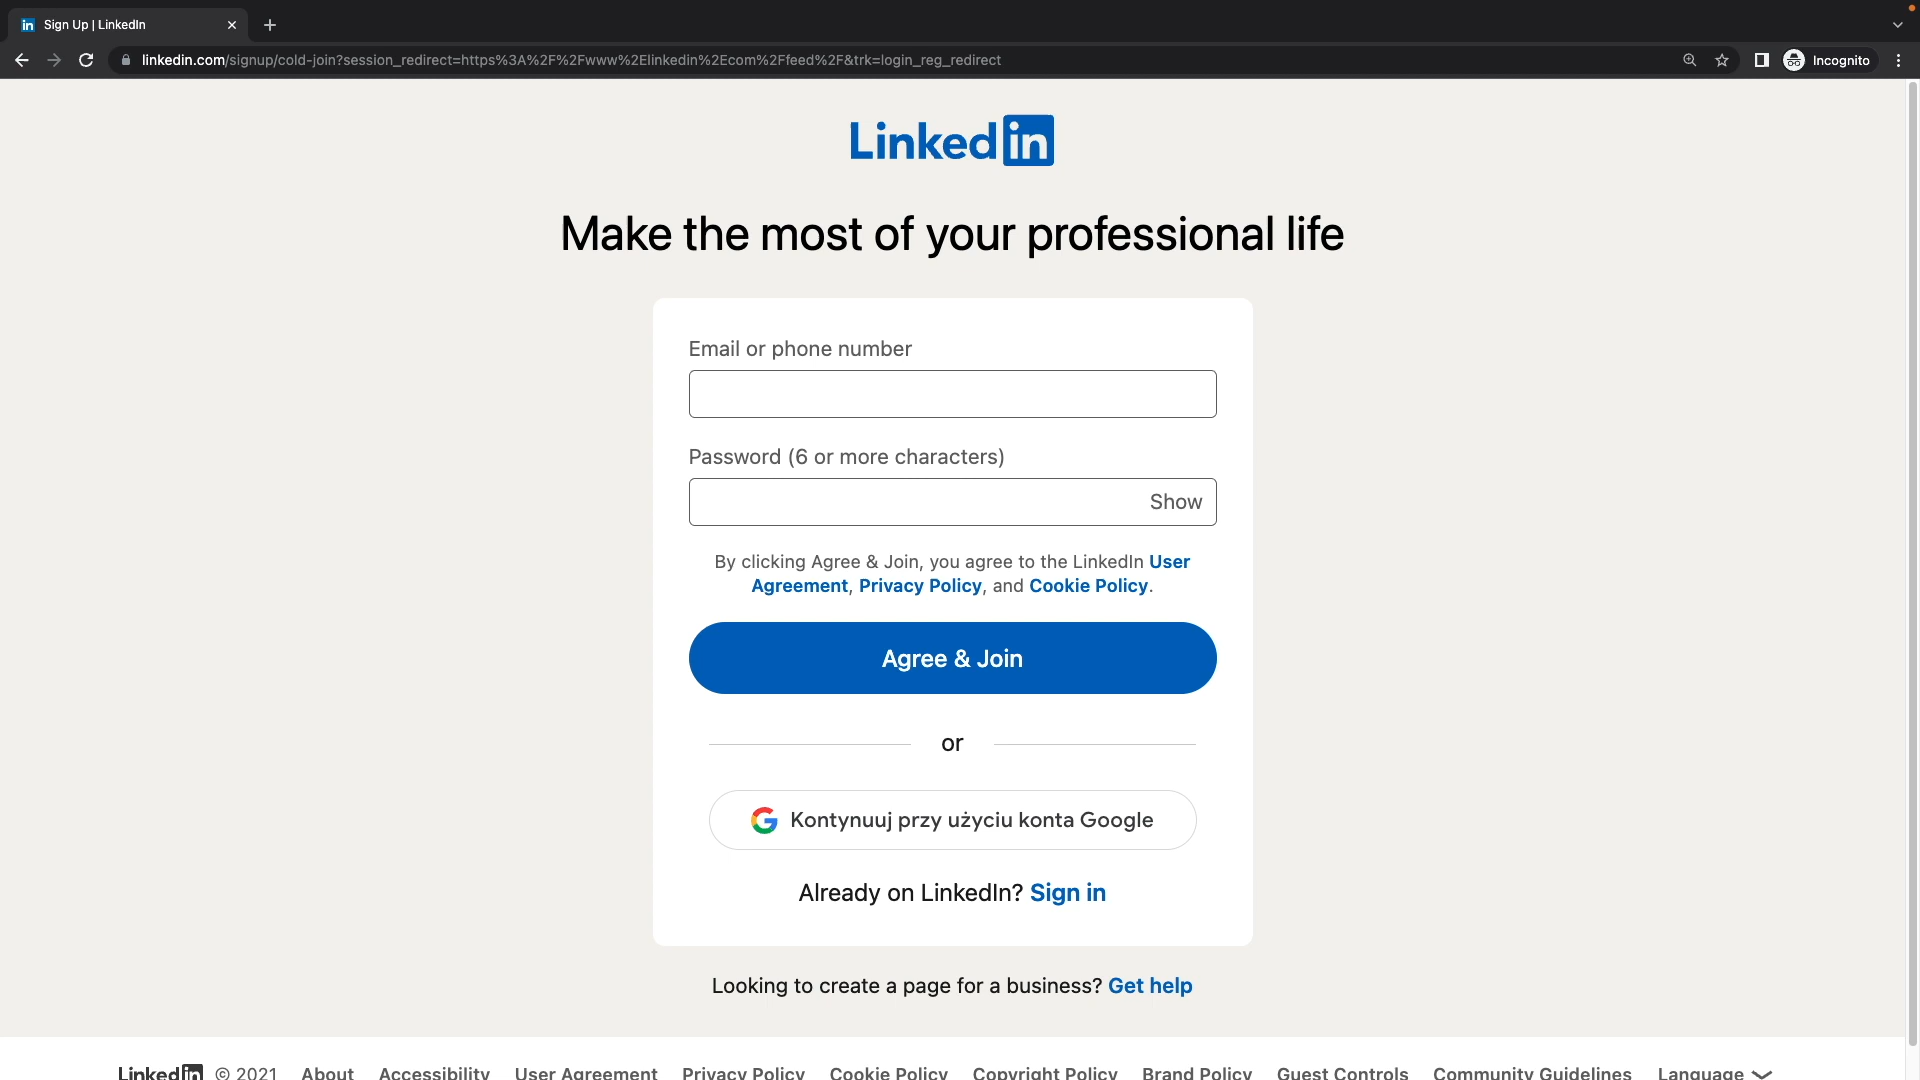 Sign Up | LinkedIn
linkedin.com/signup/cold-join?session_redirect=https%3A%2F%2Fwww%2Elinkedin%2Ecom%2Ffeed%2F&trk=login_reg_redirect
Incognito
Linkedin
Make the most of your professional life
Email or phone number
Password (6 or more characters)
Show
By clicking Agree & Join, you agree to the LinkedIn User
Agreement, Privacy Policy, and Cookie Policy.
Agree & Join
or
Kontynuuj przy użyciu konta Google
Already on LinkedIn? Sign in
Looking to create a page for a business? Get help
Linkedin © 2021 About Accessibility User Agreement Privacy Policy Cookie Policy Copyright Policy Brand Policy Guest Controls Community Guidelines Language